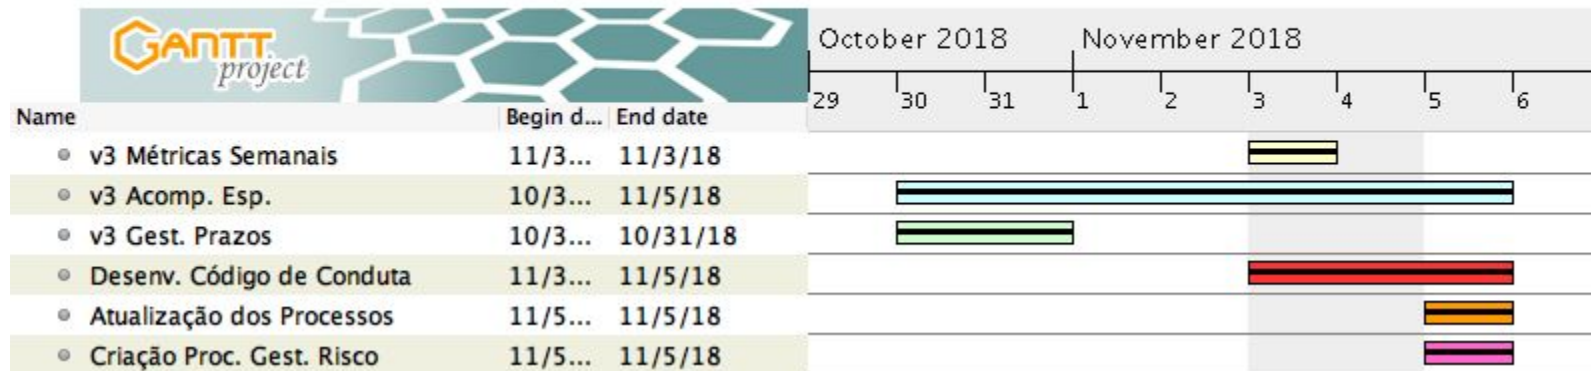 GANTT
project
October 2018 November 2018
29 30 31 1 2 3 4 5 6
Name Begin d... End date
v3 Métricas Semanais 11/3... 11/3/18
v3 Acomp. Esp. 10/3... 11/5/18
v3 Gest. Prazos 10/3... 10/31/18
Desenv. Código de Conduta 11/3... 11/5/18
Atualização dos Processos 11/5... 11/5/18
Criação Proc. Gest. Risco 11/5... 11/5/18